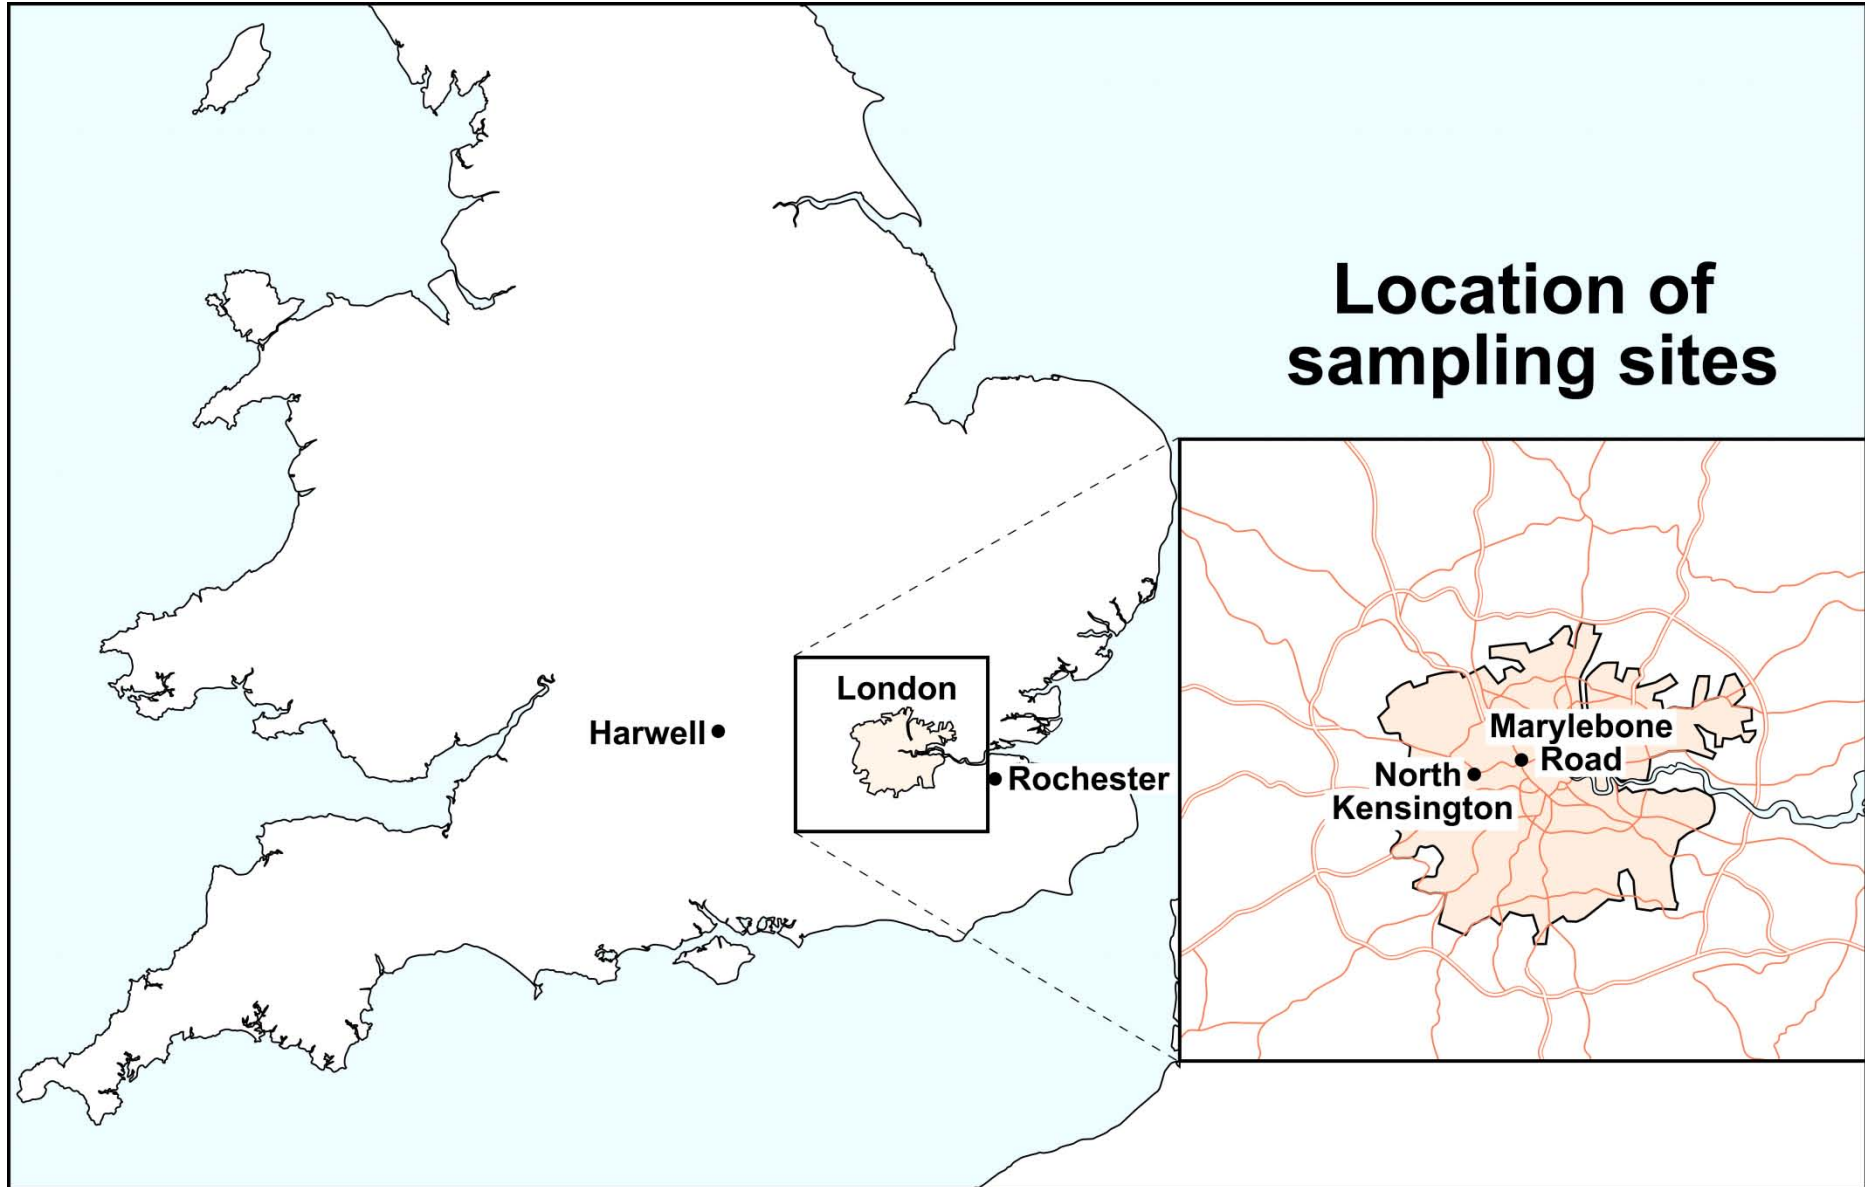 Location of
sampling sites
London
Harwell
Rochester
Marylebone
Road
North
Kensington